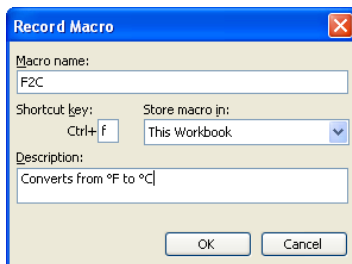 Record Macro
Macro name:
F2C
Shortcut key: Store macro in:
Ctrl+ f This Workbook
Description:
Converts from °F to °C
OK Cancel